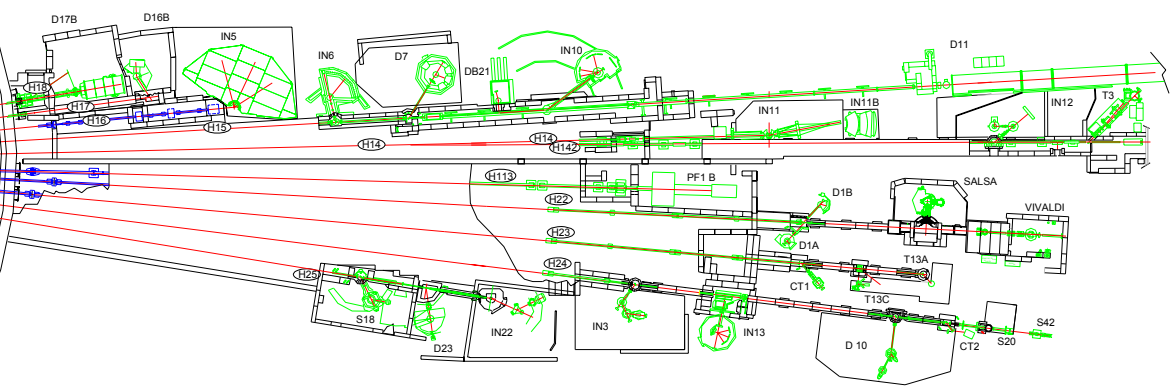 D17B
D16B
IN5
IN6
D7
DB21
IN10
D11
IN12
T3
H18
H17
H16
H15
H14
H14
H142
IN11
IN11B
H113
PF1 B
D1B
SALSA
VIVALDI
H22
H23
D1A
H24
CT1
T13A
T13C
H25
S18
D23
IN22
IN3
IN13
D 10
CT2
S20
S42